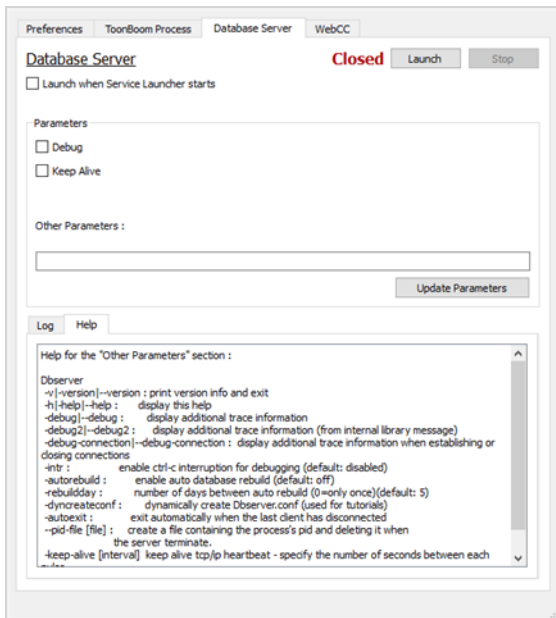 Preferences ToonBoom Process Database Server WebCC
Database Server Closed Launch Stop
Launch when Service Launcher starts
Parameters
Debug
Keep Alive
Other Parameters :
Update Parameters
Log Help
Help for the "Other Parameters" section :
Dbserver
-v|-version|--version : print version info and exit
-h|-help|--help : display this help
-debug|--debug : display additional trace information
-debug2|--debug2 : display additional trace information (from internal library message)
-debug-connection|--debug-connection : display additional trace information when establishing or
closing connections
-intr : enable ctrl-c interruption for debugging (default: disabled)
-autorebuild : enable auto database rebuild (default: off)
-rebuildday : number of days between auto rebuild (0=only once)(default: 5)
-dyncreateconf : dynamically create Dbserver.conf (used for tutorials)
-autoexit : exit automatically when the last client has disconnected
--pid-file [file] : create a file containing the process's pid and deleting it when
the server terminate.
-keep-alive [interval] keep alive tcp/ip heartbeat - specify the number of seconds between each